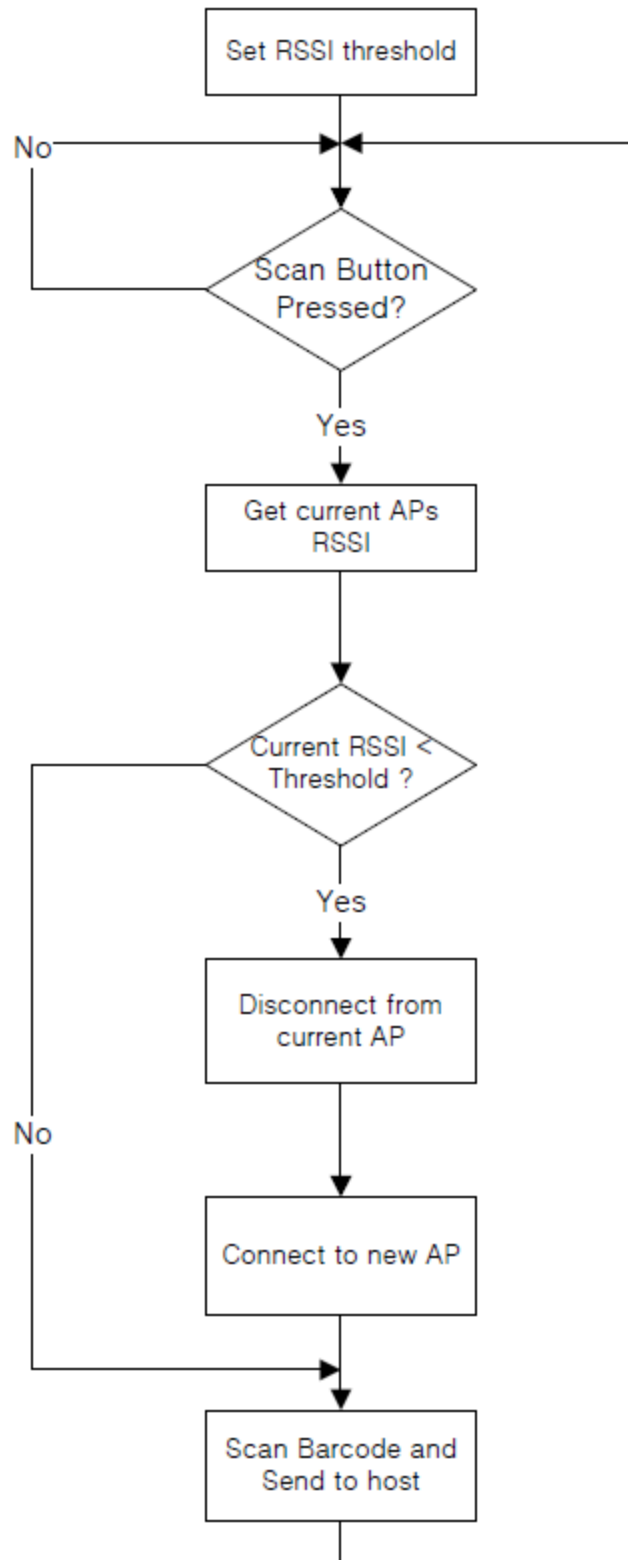 Set RSSI threshold
No
Scan Button
Pressed?
Yes
Get current APs
RSSI
Current RSSI <
Threshold ?
Yes
Disconnect from
current AP
No
Connect to new AP
Scan Barcode and
Send to host